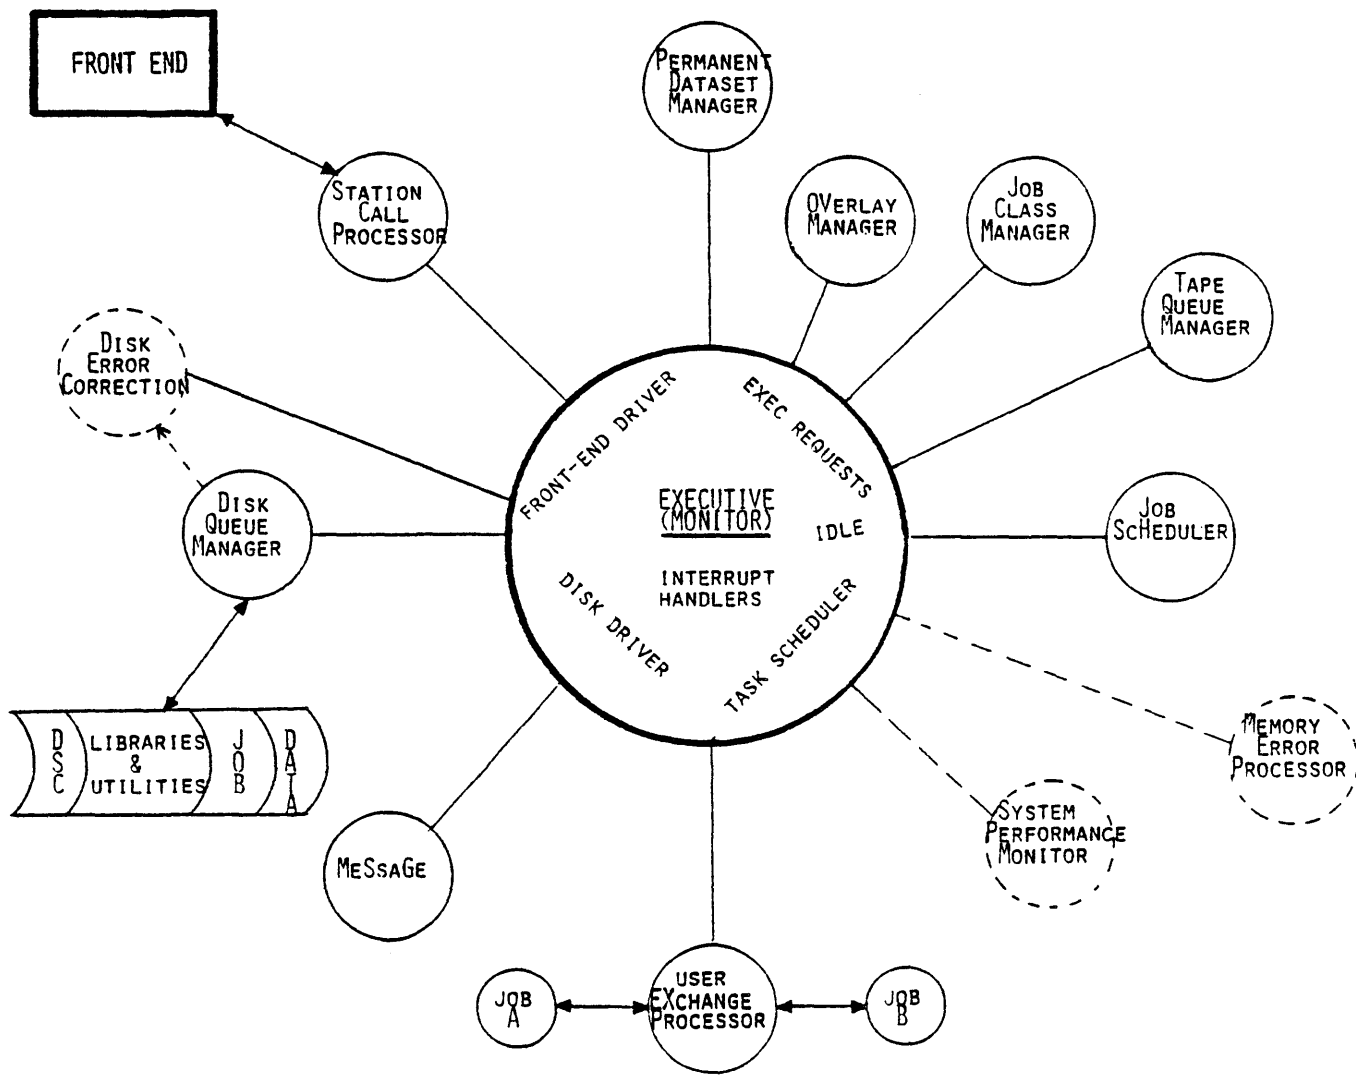 FRONT END
PERMANENT
DATASET
MANAGER
STATION
CALL
PROCESSOR
OVERLAY
MANAGER
JOB
CLASS
MANAGER
TAPE
QUEUE
MANAGER
DISK
ERROR
CORRECTION
FRONT-END DRIVER
EXEC REQUESTS
EXECUTIVE
(MONITOR)
IDLE
INTERRUPT
HANDLERS
DISK DRIVER
TASK SCHEDULER
DISK
QUEUE
MANAGER
JOB
SCHEDULER
DSC
LIBRARIES
&
UTILITIES
JOB
DATA
MEMORY
ERROR
PROCESSOR
SYSTEM
PERFORMANCE
MONITOR
MESSAGE
JOB
A
USER
EXCHANGE
PROCESSOR
JOB
B